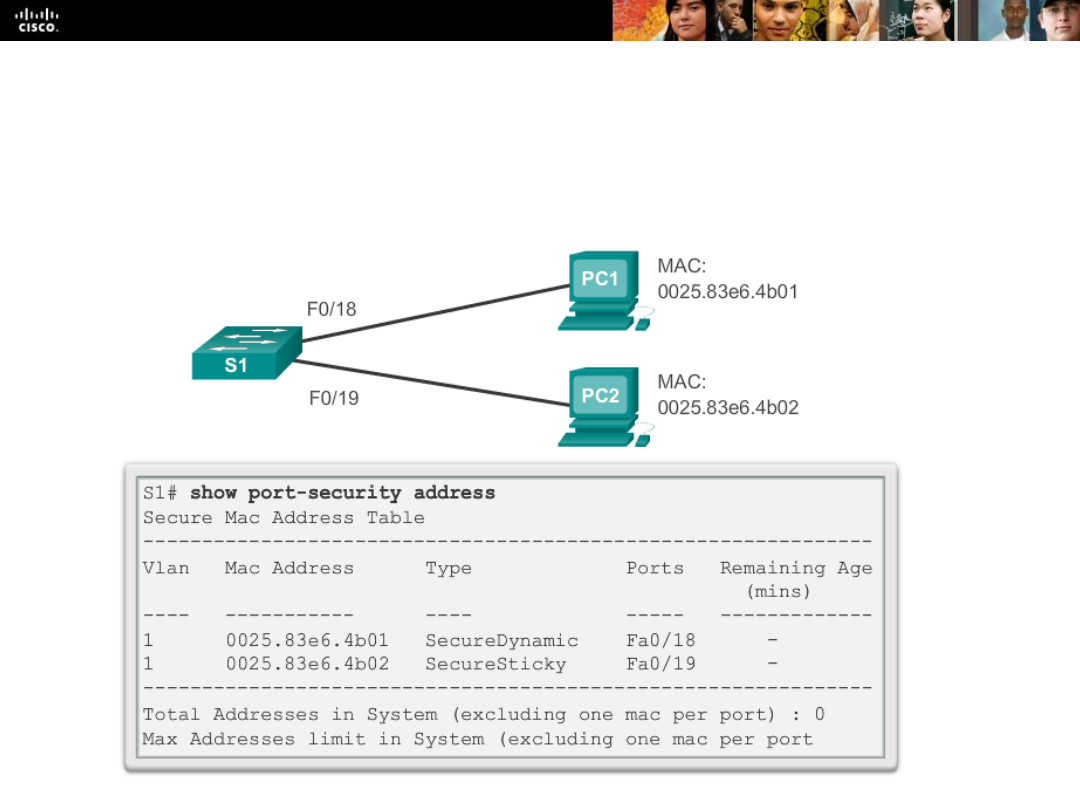 CISCO.
PC1
MAC:
0025.83e6.4b01
F0/18
S1
F0/19
PC2
MAC:
0025.83e6.4b02
S1# show port-security address
Secure Mac Address Table
--------------------------------------------------------------
Vlan Mac Address Type Ports Remaining Age
(mins)
---- ----------- ---- ----- -------------
1 0025.83e6.4b01 SecureDynamic Fa0/18 -
1 0025.83e6.4b02 SecureSticky Fa0/19 -
--------------------------------------------------------------
Total Addresses in System (excluding one mac per port) : 0
Max Addresses limit in System (excluding one mac per port